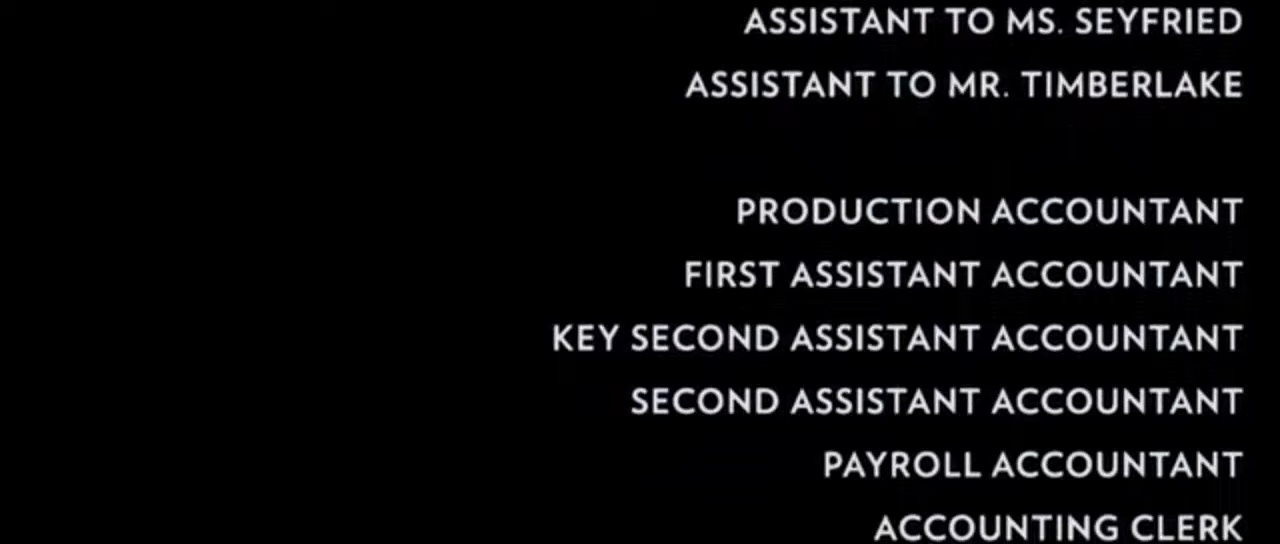 ASSISTANT TO MS. SEYFRIED
ASSISTANT TO MR. TIMBERLAKE
PRODUCTION ACCOUNTANT
FIRST ASSISTANT ACCOUNTANT
KEY SECOND ASSISTANT ACCOUNTANT
SECOND ASSISTANT ACCOUNTANT
PAYROLL ACCOUNTANT
ACCOUNTING CLERK